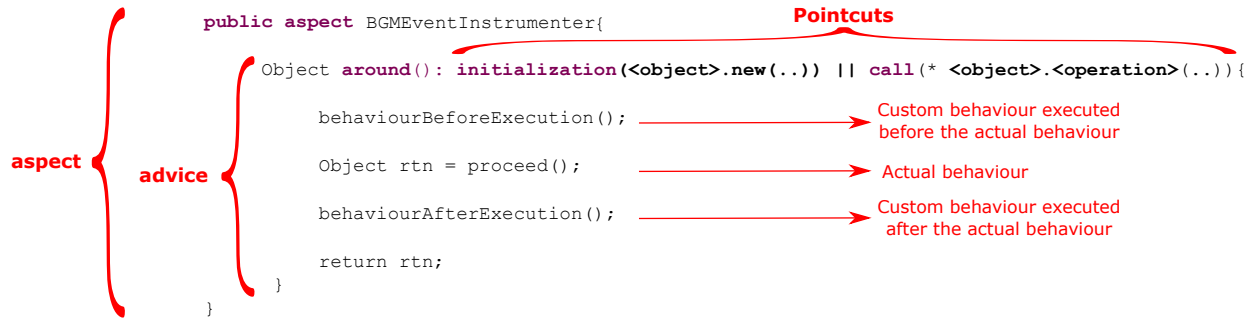 Pointcuts
public aspect BGMEventInstrumenter{
Object around(): initialization(<object>.new(..)) || call(* <object>.<operation>(..)){
behaviourBeforeExecution();
Custom behaviour executed
before the actual behaviour
aspect
advice
Object rtn = proceed();
Actual behaviour
behaviourAfterExecution();
Custom behaviour executed
after the actual behaviour
return rtn;
}
}